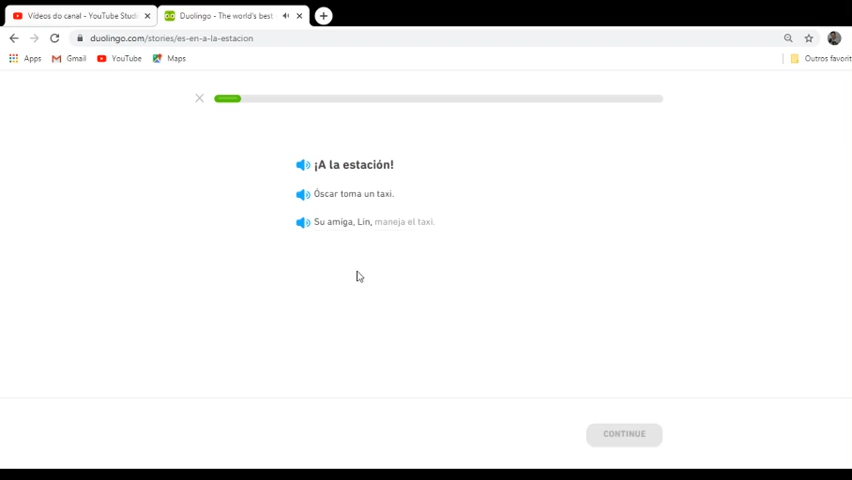 Vídeos do canal - YouTube Studi
Duolingo - The world's best
duolingo.com/stories/es-en-a-la-estacion
Apps
Gmail
YouTube
Maps
Outros favorit
¡A la estación!
Óscar toma un taxi.
Su amiga, Lin, maneja el taxi.
CONTINUE